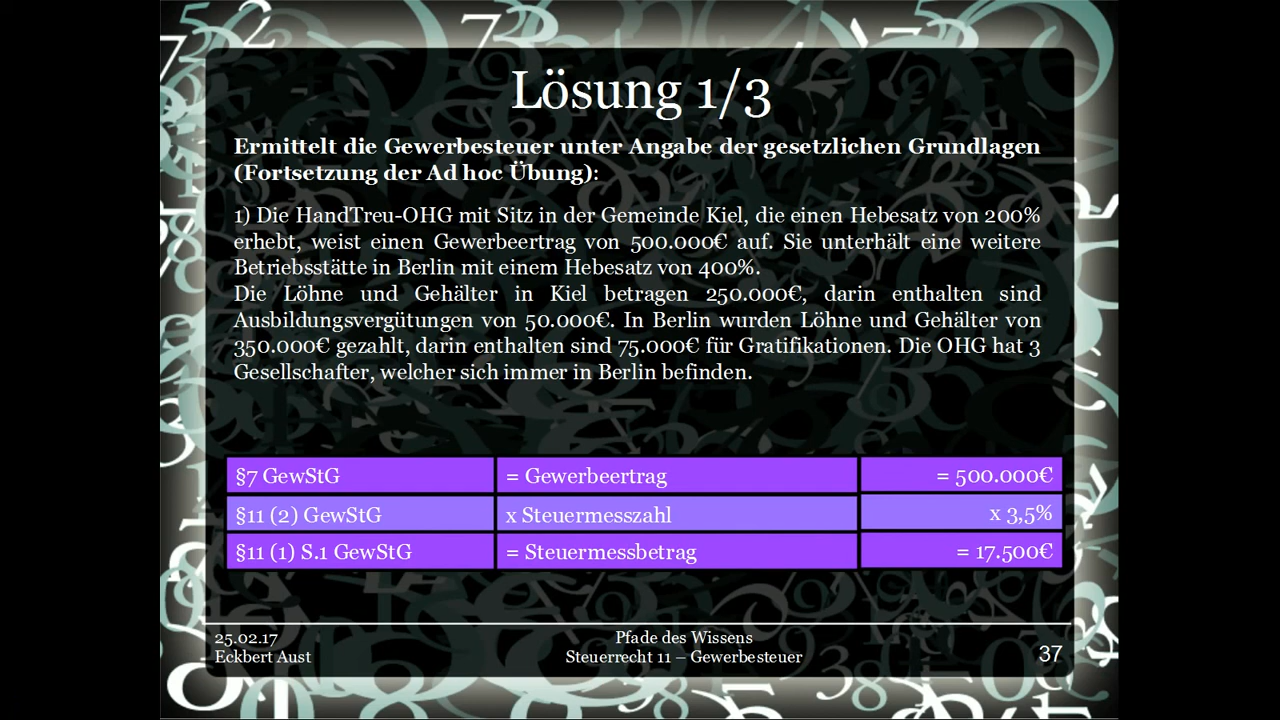 Lösung 1/3
Ermittelt die Gewerbesteuer unter Angabe der gesetzlichen Grundlagen
(Fortsetzung der Ad hoc Übung):
1) Die HandTreu-OHG mit Sitz in der Gemeinde Kiel, die einen Hebesatz von 200%
erhebt, weist einen Gewerbeertrag von 500.000€ auf. Sie unterhält eine weitere
Betriebsstätte in Berlin mit einem Hebesatz von 400%.
Die Löhne und Gehälter in Kiel betragen 250.000€, darin enthalten sind
Ausbildungsvergütungen von 50.000€. In Berlin wurden Löhne und Gehälter von
350.000€ gezahlt, darin enthalten sind 75.000€ für Gratifikationen. Die OHG hat 3
Gesellschafter, welcher sich immer in Berlin befinden.
§7 GewStG = Gewerbeertrag = 500.000€
§11 (2) GewStG x Steuermesszahl x 3,5%
§11 (1) S.1 GewStG = Steuermessbetrag = 17.500€
25.02.17 Pfade des Wissens
Eckbert Aust Steuerrecht 11 – Gewerbesteuer 37